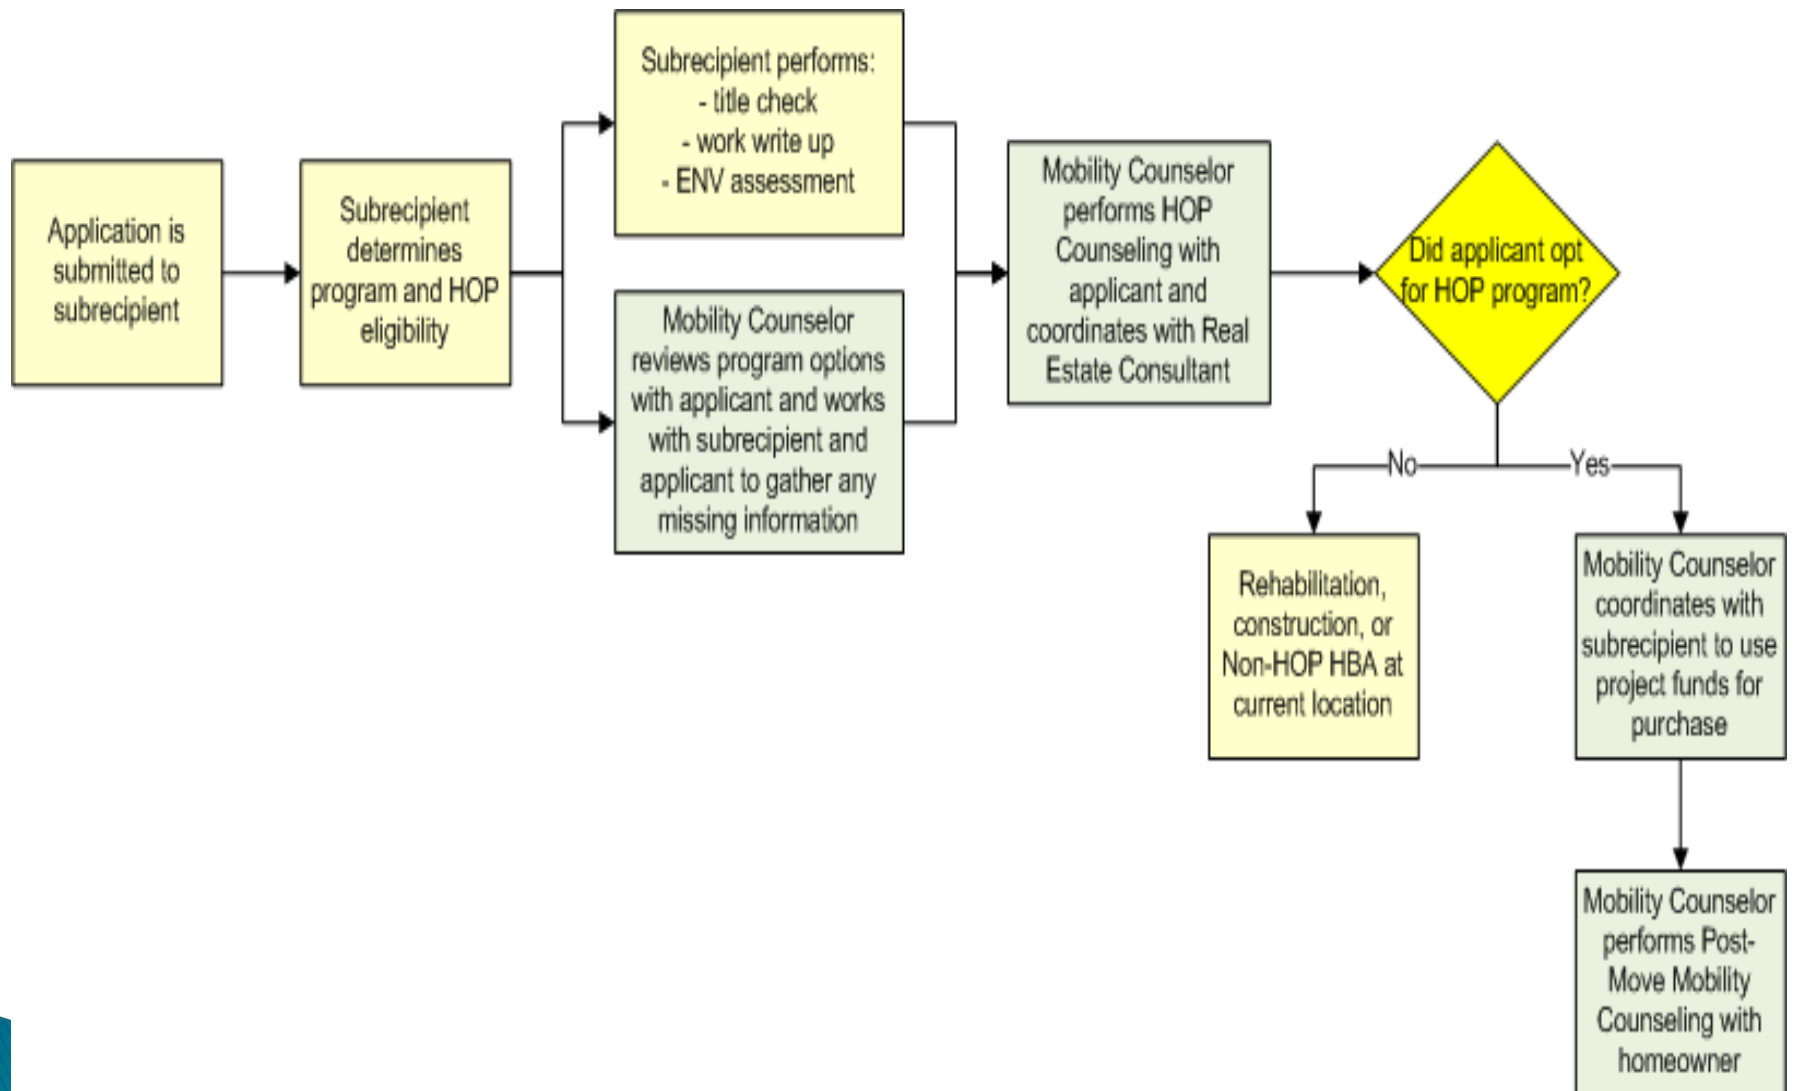 Application is
submitted to
subrecipient
Subrecipient
determines
program and HOP
eligibility
Subrecipient performs:
- title check
- work write up
- ENV assessment
Mobility Counselor
reviews program options
with applicant and works
with subrecipient and
applicant to gather any
missing information
Mobility Counselor
performs HOP
Counseling with
applicant and
coordinates with Real
Estate Consultant
Did applicant opt
for HOP program?
No
Yes
Rehabilitation,
construction, or
Non-HOP HBA at
current location
Mobility Counselor
coordinates with
subrecipient to use
project funds for
purchase
Mobility Counselor
performs Post-
Move Mobility
Counseling with
homeowner